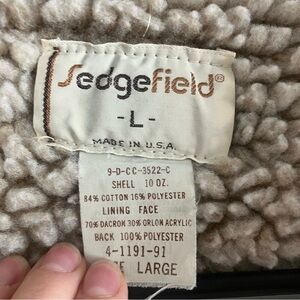 Sedgefield®
- L -
MADE IN U.S.A.
9-D-CC-3522-C
SHELL 10 OZ.
84% COTTON 16% POLYESTER
LINING FACE
70% DACRON 30% ORLON ACRYLIC
BACK 100% POLYESTER
4-1191-91
LARGE